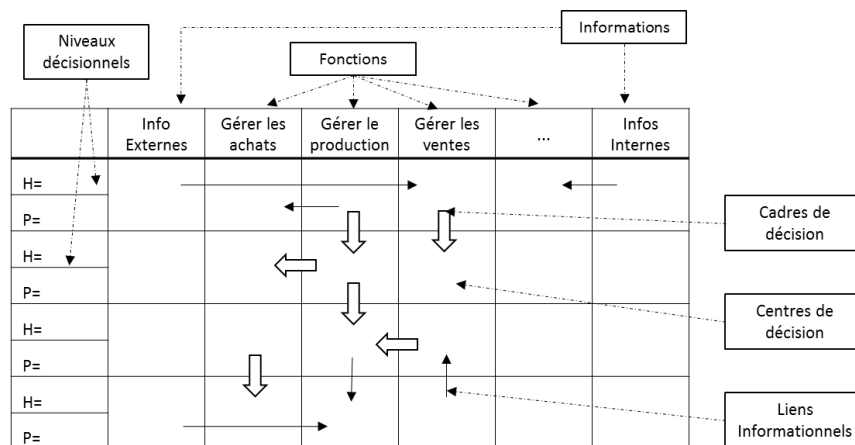 Niveaux
décisionnels
Informations
Fonctions
Info
Externes
Gérer les
achats
Gérer le
production
Gérer les
ventes
...
Infos
Internes
H=
P=
H=
P=
H=
P=
H=
P=
Cadres de
décision
Centres de
décision
Liens
Informationnels